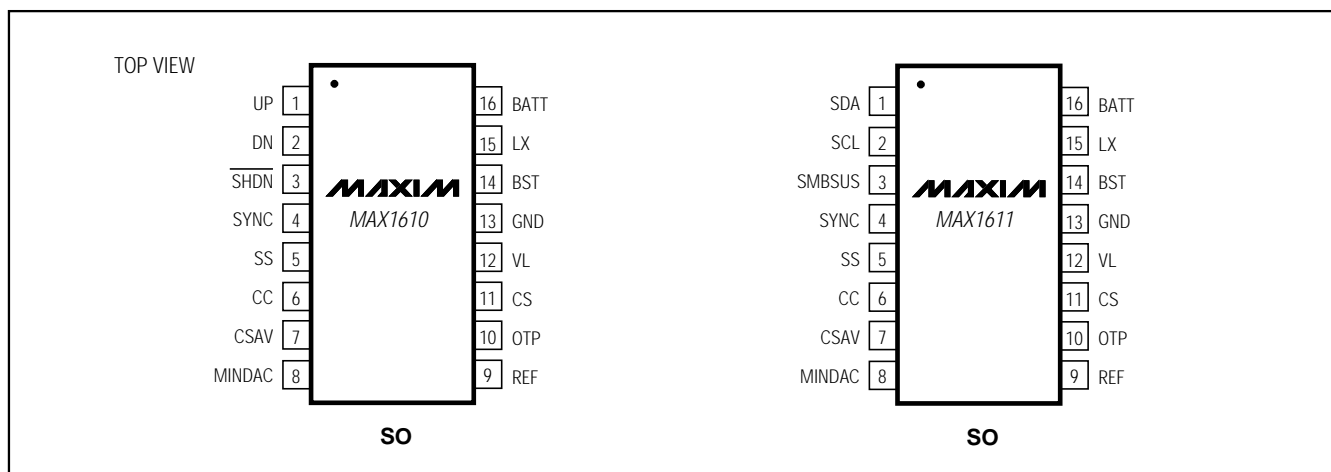 TOP VIEW
UP 1
DN 2
SHDN 3
SYNC 4
SS 5
CC 6
CSAV 7
MINDAC 8
MAXIM
MAX1610
16 BATT
15 LX
14 BST
13 GND
12 VL
11 CS
10 OTP
9 REF
SO
SDA 1
SCL 2
SMBSUS 3
SYNC 4
SS 5
CC 6
CSAV 7
MINDAC 8
MAXIM
MAX1611
16 BATT
15 LX
14 BST
13 GND
12 VL
11 CS
10 OTP
9 REF
SO